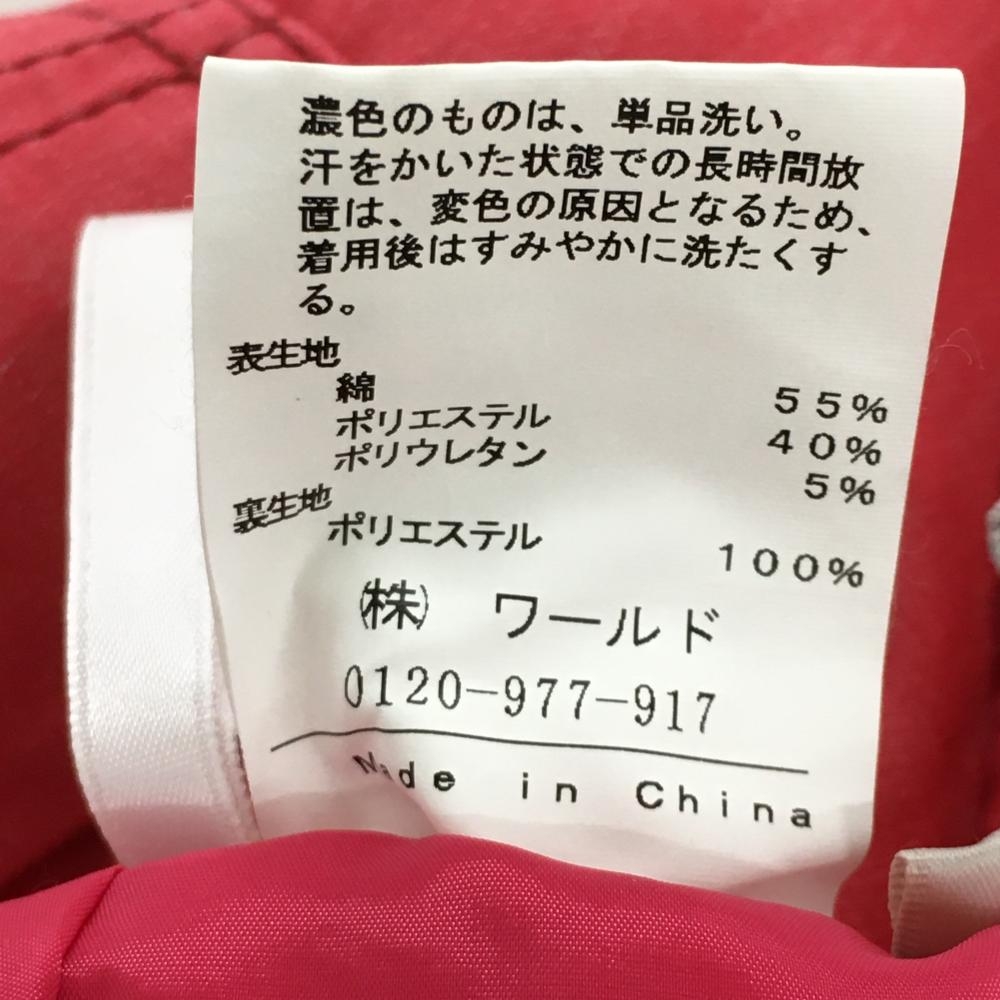 濃色のものは、単品洗い。
汗をかいた状態での長時間放
置は、変色の原因となるため、
着用後はすみやかに洗たくす
る。
表生地
綿 55%
ポリエステル 40%
ポリウレタン 5%
裏生地
ポリエステル 100%
㈱ ワールド
0120-977-917
Made in China